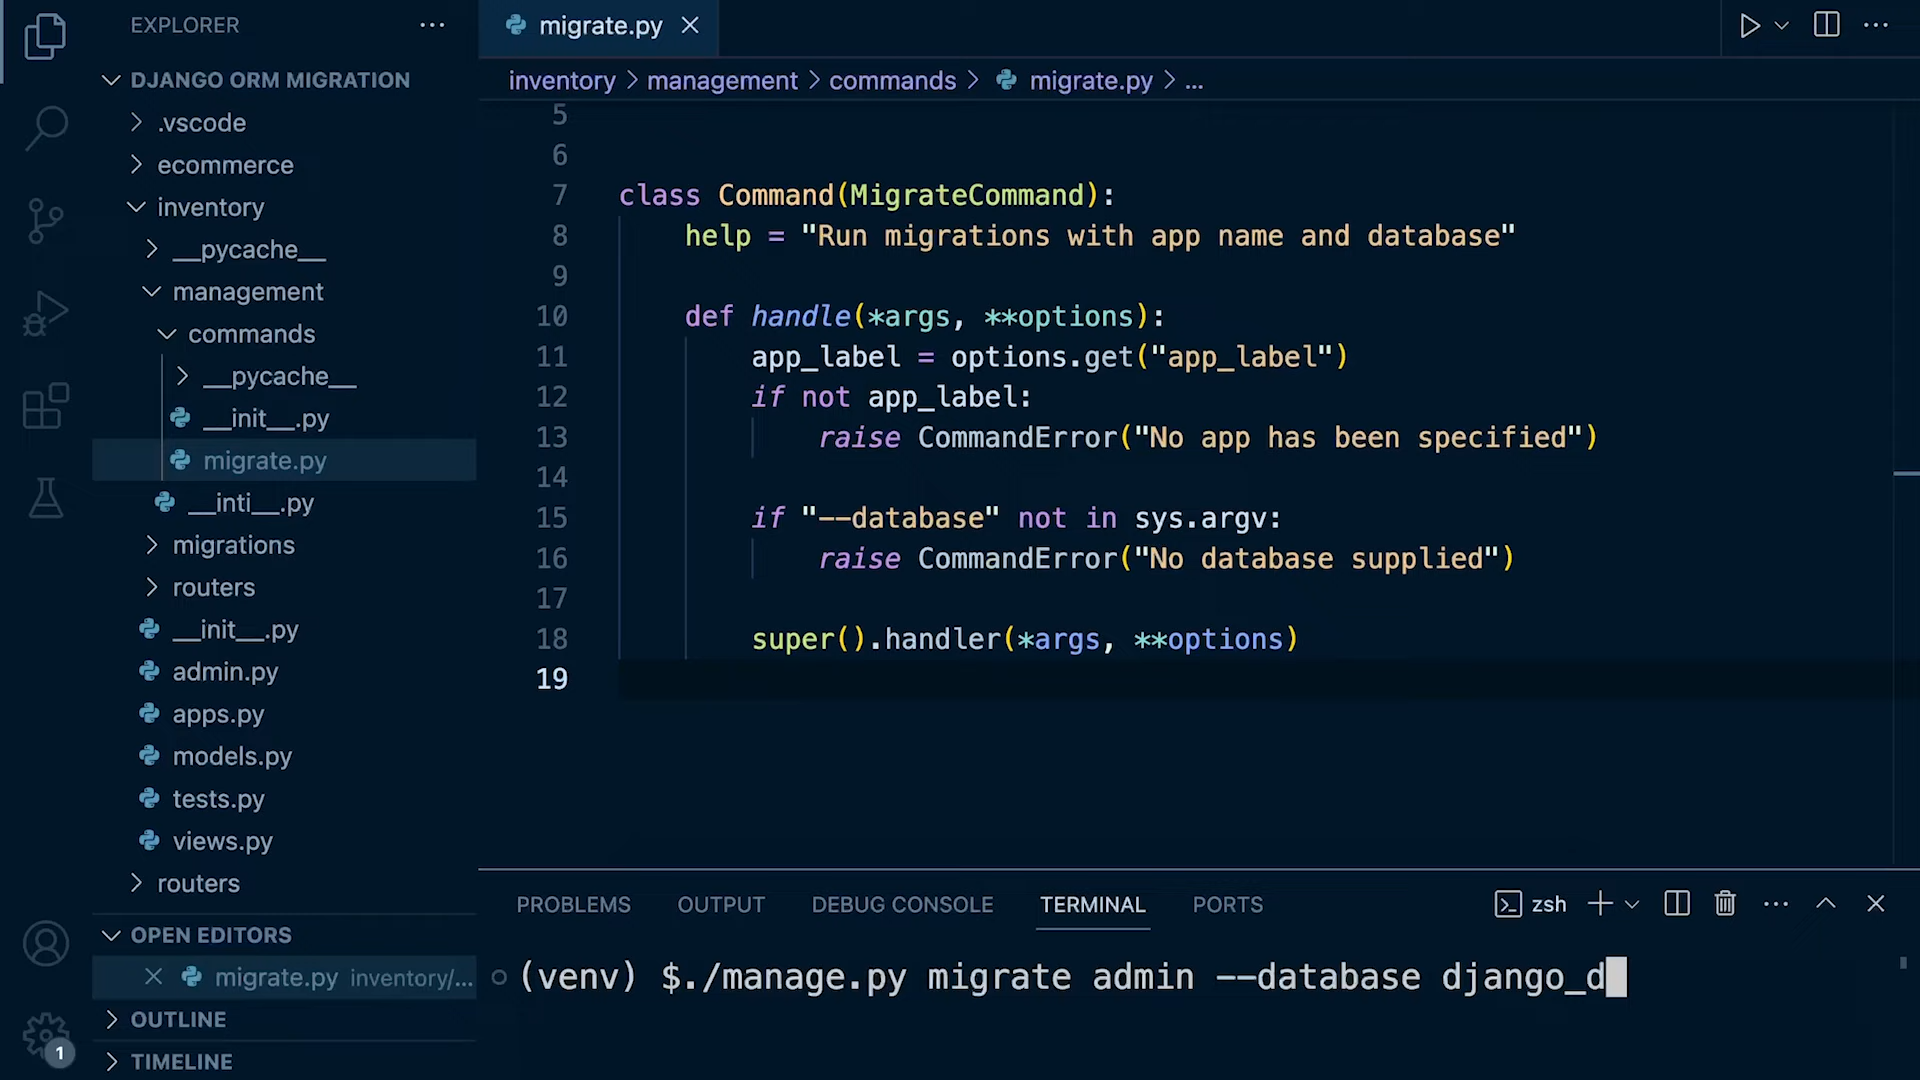 EXPLORER
DJANGO ORM MIGRATION
.vscode
ecommerce
inventory
__pycache__
management
commands
__pycache__
__init__.py
migrate.py
__inti__.py
migrations
routers
__init__.py
admin.py
apps.py
models.py
tests.py
views.py
routers
OPEN EDITORS
migrate.py inventory/...
OUTLINE
TIMELINE
1
migrate.py
inventory > management > commands > migrate.py > ...
5
6
7 class Command(MigrateCommand):
8 help = "Run migrations with app name and database"
9
10 def handle(*args, **options):
11 app_label = options.get("app_label")
12 if not app_label:
13 raise CommandError("No app has been specified")
14
15 if "--database" not in sys.argv:
16 raise CommandError("No database supplied")
17
18 super().handler(*args, **options)
19
PROBLEMS OUTPUT DEBUG CONSOLE TERMINAL PORTS zsh
(venv) $./manage.py migrate admin --database django_d